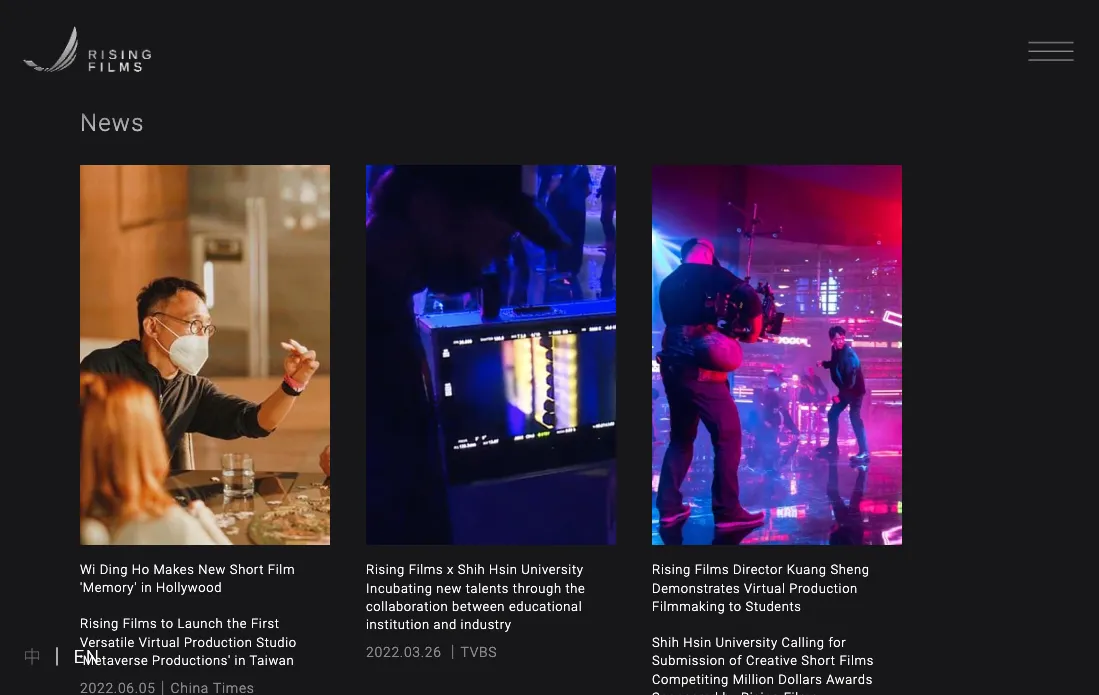 RISING
FILMS
News
Wi Ding Ho Makes New Short Film
'Memory' in Hollywood
Rising Films to Launch the First
Versatile Virtual Production Studio
'Metaverse Productions' in Taiwan
2022.06.05 | China Times
Rising Films x Shih Hsin University
Incubating new talents through the
collaboration between educational
institution and industry
2022.03.26 | TVBS
Rising Films Director Kuang Sheng
Demonstrates Virtual Production
Filmmaking to Students
Shih Hsin University Calling for
Submission of Creative Short Films
Competiting Million Dollars Awards
中 | EN